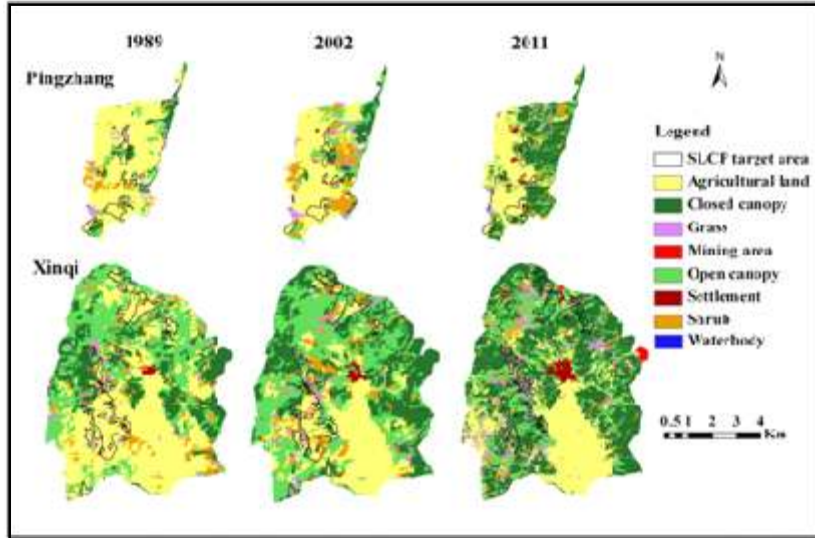 1989 2002 2011
Pingzhang
N
Legend
SLCP target area
Agricultural land
Closed canopy
Grass
Mining area
Open canopy
Settlement
Shrub
Waterbody
Xinqi
0.5 1 2 3 4
Km